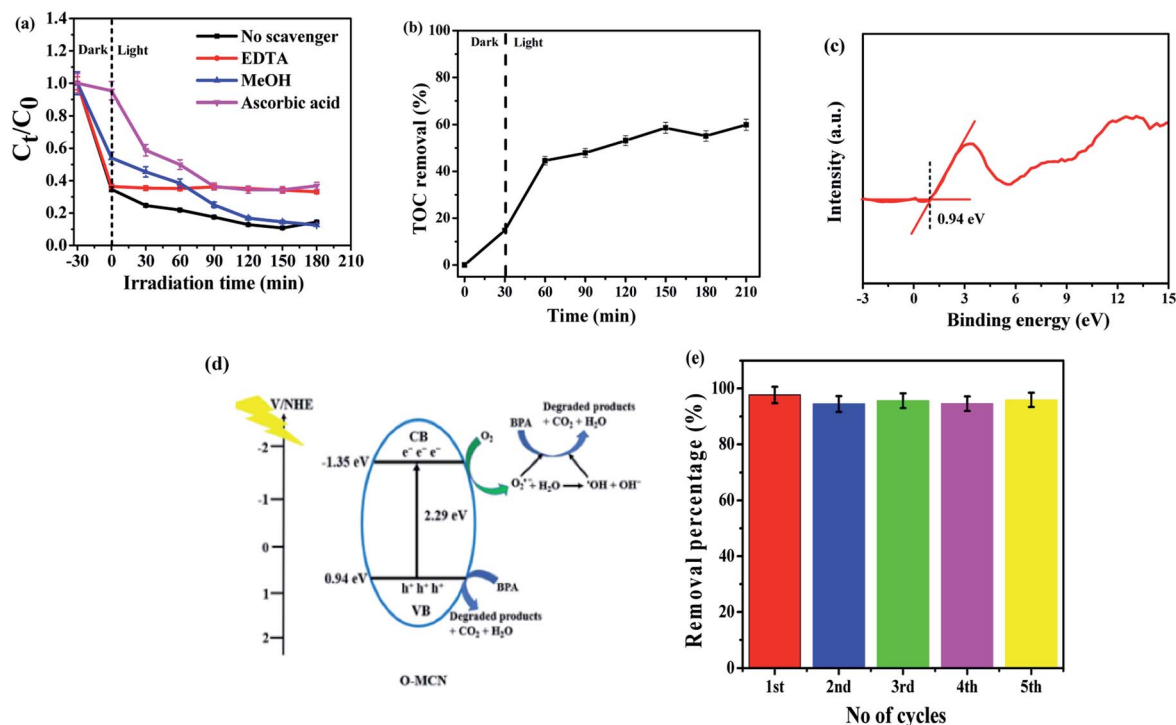 (a)
Dark
Light
No scavenger
EDTA
MeOH
Ascorbic acid
Ct/C0
1.4
1.2
1.0
0.8
0.6
0.4
0.2
0.0
-30 0 30 60 90 120 150 180 210
Irradiation time (min)
(b)
Dark
Light
TOC removal (%)
100
80
60
40
20
0
0 30 60 90 120 150 180 210
Time (min)
(c)
Intensity (a.u.)
0.94 eV
-3 0 3 6 9 12 15
Binding energy (eV)
(d)
V/NHE
-2
-1
0
1
2
-1.35 eV
0.94 eV
CB
e⁻ e⁻ e⁻
2.29 eV
h⁺ h⁺ h⁺
VB
O₂
BPA
Degraded products
+ CO₂ + H₂O
O₂•⁻ + H₂O → •OH + OH⁻
BPA
Degraded products
+ CO₂ + H₂O
O-MCN
(e)
Removal percentage (%)
100
80
60
40
20
0
1st 2nd 3rd 4th 5th
No of cycles